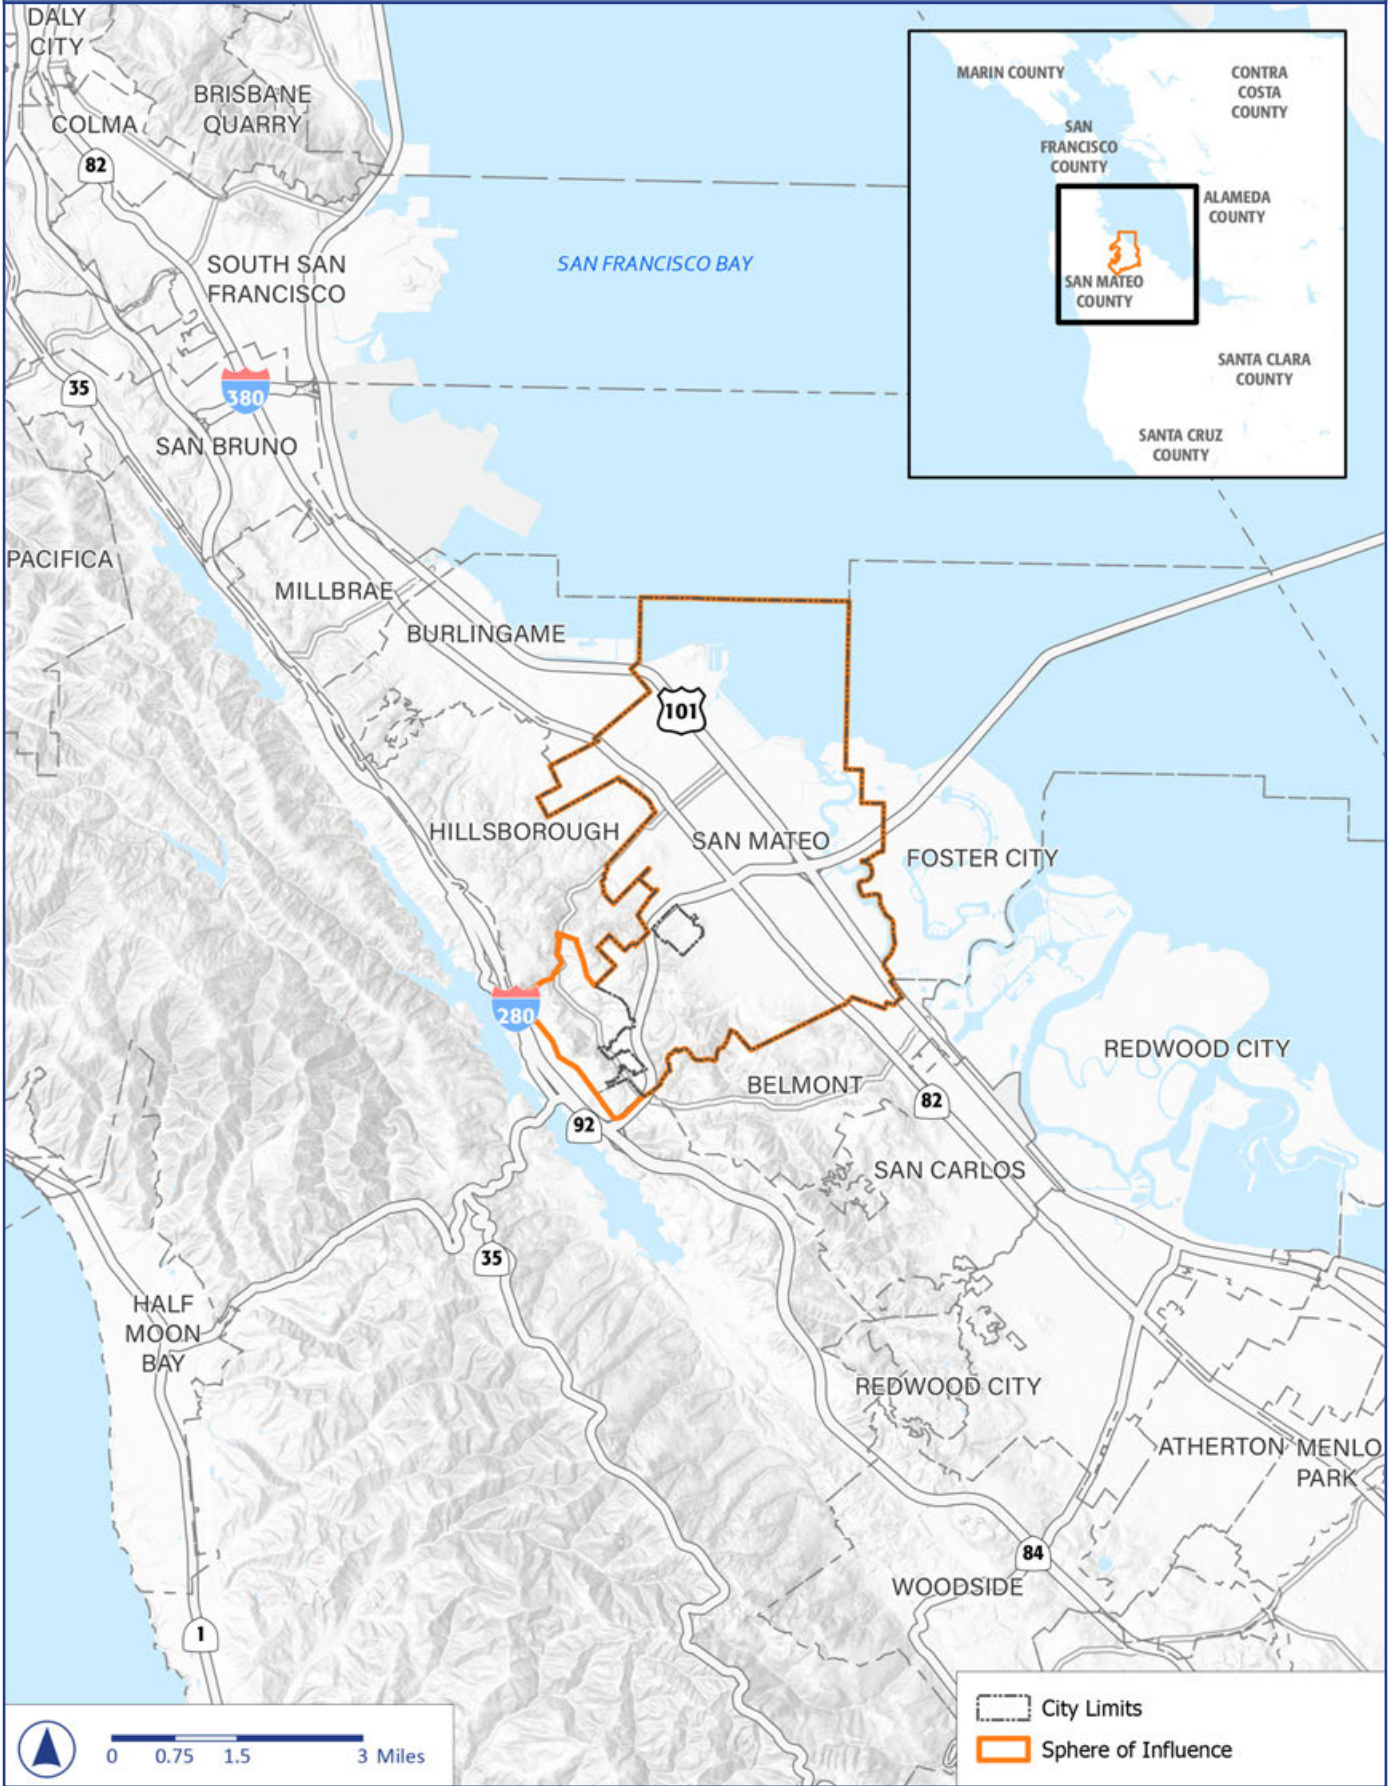 DALY
CITY
BRISBANE
QUARRY
COLMA
82
SOUTH SAN
FRANCISCO
SAN FRANCISCO BAY
35
380
SAN BRUNO
PACIFICA
MILLBRAE
BURLINGAME
101
HILLSBOROUGH
SAN MATEO
FOSTER CITY
280
REDWOOD CITY
BELMONT
82
92
SAN CARLOS
35
HALF
MOON
BAY
REDWOOD CITY
ATHERTON
MENLO
PARK
84
WOODSIDE
1
MARIN COUNTY
CONTRA
COSTA
COUNTY
SAN
FRANCISCO
COUNTY
ALAMEDA
COUNTY
SAN MATEO
COUNTY
SANTA CLARA
COUNTY
SANTA CRUZ
COUNTY
0 0.75 1.5 3 Miles
City Limits
Sphere of Influence